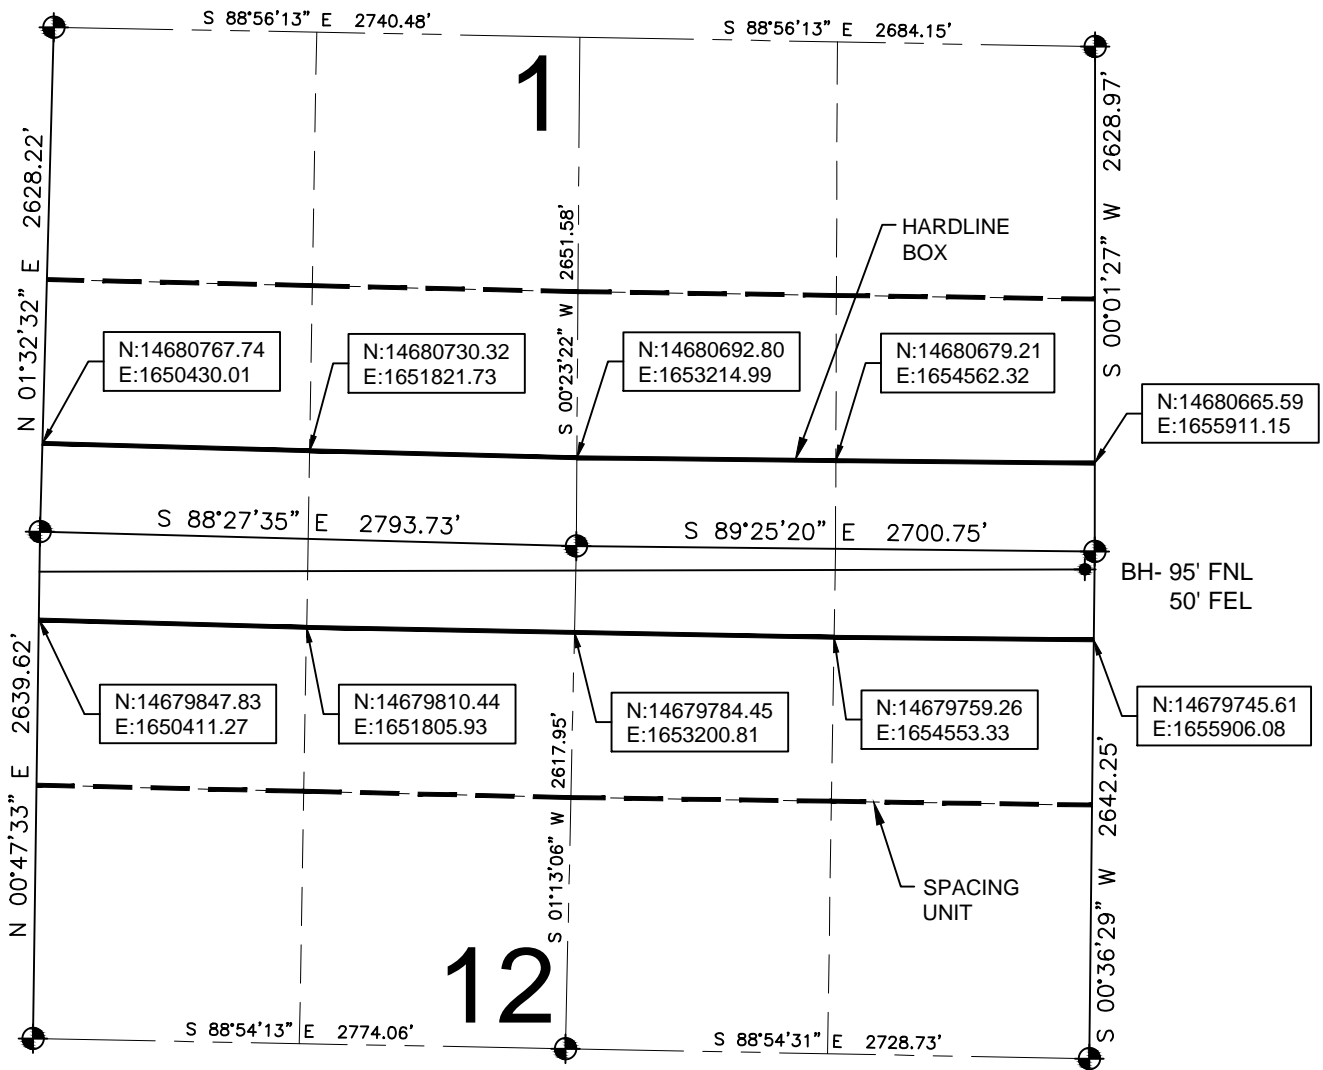 S 88°56'13" E 2740.48'
S 88°56'13" E 2684.15'
1
N 01°32'32" E 2628.22'
S 00°23'22" W 2651.58'
S 00°01'27" W 2628.97'
HARDLINE
BOX
N:14680767.74
E:1650430.01
N:14680730.32
E:1651821.73
N:14680692.80
E:1653214.99
N:14680679.21
E:1654562.32
N:14680665.59
E:1655911.15
S 88°27'35" E 2793.73'
S 89°25'20" E 2700.75'
BH- 95' FNL
50' FEL
N:14679847.83
E:1650411.27
N:14679810.44
E:1651805.93
N:14679784.45
E:1653200.81
N:14679759.26
E:1654553.33
N:14679745.61
E:1655906.08
N 00°47'33" E 2639.62'
S 01°13'06" W 2617.95'
S 00°36'29" W 2642.25'
SPACING
UNIT
12
S 88°54'13" E 2774.06'
S 88°54'31" E 2728.73'